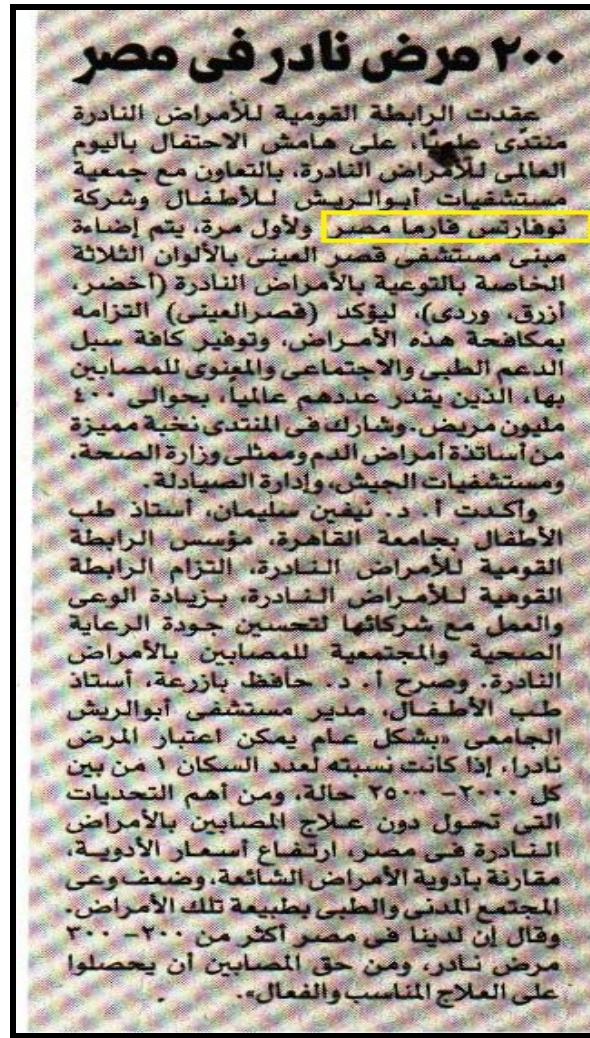 ٢٠٠ مرض نادر فى مصر
عقدت الرابطة القومية للأمراض النادرة
منتدًى علميًا، على هامش الاحتفال باليوم
العالمى للأمراض النادرة، بالتعاون مع جمعية
مستشفيات أبوالريش للأطفال وشركة
نوفارتس فارما مصر ولأول مرة، يتم إضاءة
مبنى مستشفى قصر العينى بالألوان الثلاثة
الخاصة بالتوعية بالأمراض النادرة (أخضر،
أزرق، وردى)، ليؤكد (قصرالعينى) التزامه
بمكافحة هذه الأمراض، وتوفير كافة سبل
الدعم الطبى والاجتماعى والمعنوى للمصابين
بها، الذين يقدر عددهم عالمياً، بحوالى ٤٠٠
مليون مريض. وشارك فى المنتدى نخبة مميزة
من أساتذة أمراض الدم وممثلى وزارة الصحة،
ومستشفيات الجيش، وإدارة الصيادلة.
وأكدت أ. د. نيفين سليمان، أستاذ طب
الأطفال بجامعة القاهرة، مؤسس الرابطة
القومية للأمراض النادرة، إلتزام الرابطة
القومية للأمراض النادرة، بزيادة الوعى
والعمل مع شركائها لتحسين جودة الرعاية
الصحية والمجتمعية للمصابين بالأمراض
النادرة. وصرح أ. د. حافظ بازرعة، أستاذ
طب الأطفال، مدير مستشفى أبوالريش
الجامعى «بشكل عام يمكن اعتبار المرض
نادرا، إذا كانت نسبته لعدد السكان ١ من بين
كل ٢٠٠٠– ٢٥٠٠ حالة، ومن أهم التحديات
التى تحول دون علاج المصابين بالأمراض
النادرة فى مصر، ارتفاع أسعار الأدوية،
مقارنة بأدوية الأمراض الشائعة، وضعف وعى
المجتمع المدنى والطبى بطبيعة تلك الأمراض.
وقال إن لدينا فى مصر أكثر من ٢٠٠– ٣٠٠
مرض نادر، ومن حق المصابين أن يحصلوا
على العلاج المناسب والفعال».